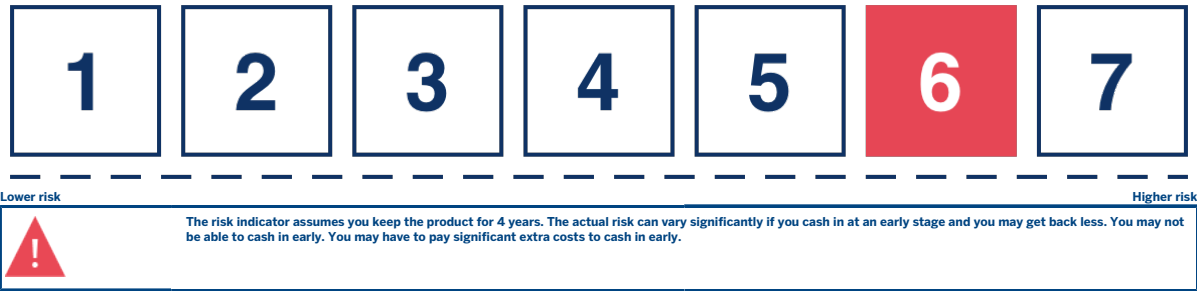 1 2 3 4 5 6 7
Lower risk Higher risk
!
The risk indicator assumes you keep the product for 4 years. The actual risk can vary significantly if you cash in at an early stage and you may get back less. You may not
be able to cash in early. You may have to pay significant extra costs to cash in early.